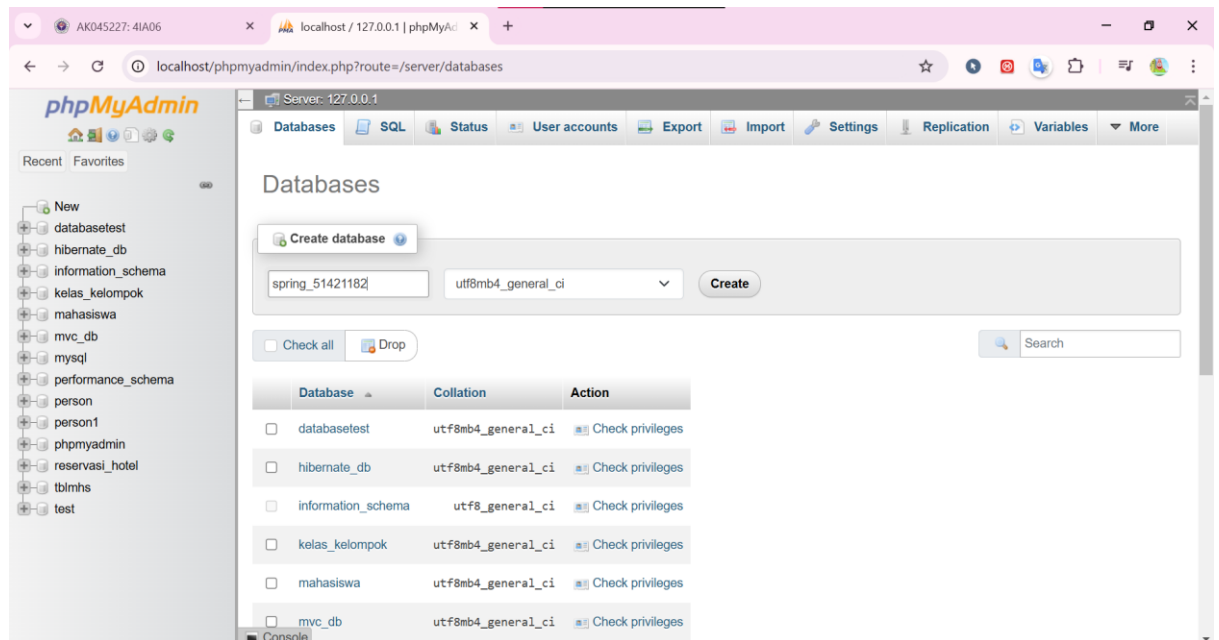 AK045227: 4IA06
localhost / 127.0.0.1 | phpMyAd
localhost/phpmyadmin/index.php?route=/server/databases
phpMyAdmin
Recent Favorites
New
databasetest
hibernate_db
information_schema
kelas_kelompok
mahasiswa
mvc_db
mysql
performance_schema
person
person1
phpmyadmin
reservasi_hotel
tblmhs
test
Server: 127.0.0.1
Databases SQL Status User accounts Export Import Settings Replication Variables More
Databases
Create database
spring_51421182 utf8mb4_general_ci Create
Check all Drop Search
Database Collation Action
databasetest utf8mb4_general_ci Check privileges
hibernate_db utf8mb4_general_ci Check privileges
information_schema utf8_general_ci Check privileges
kelas_kelompok utf8mb4_general_ci Check privileges
mahasiswa utf8mb4_general_ci Check privileges
mvc_db utf8mb4_general_ci Check privileges
Console